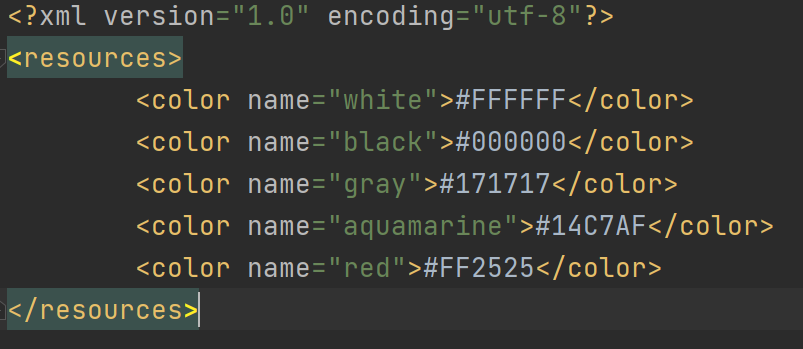 <?xml version="1.0" encoding="utf-8"?>
<resources>
<color name="white">#FFFFFF</color>
<color name="black">#000000</color>
<color name="gray">#171717</color>
<color name="aquamarine">#14C7AF</color>
<color name="red">#FF2525</color>
</resources>